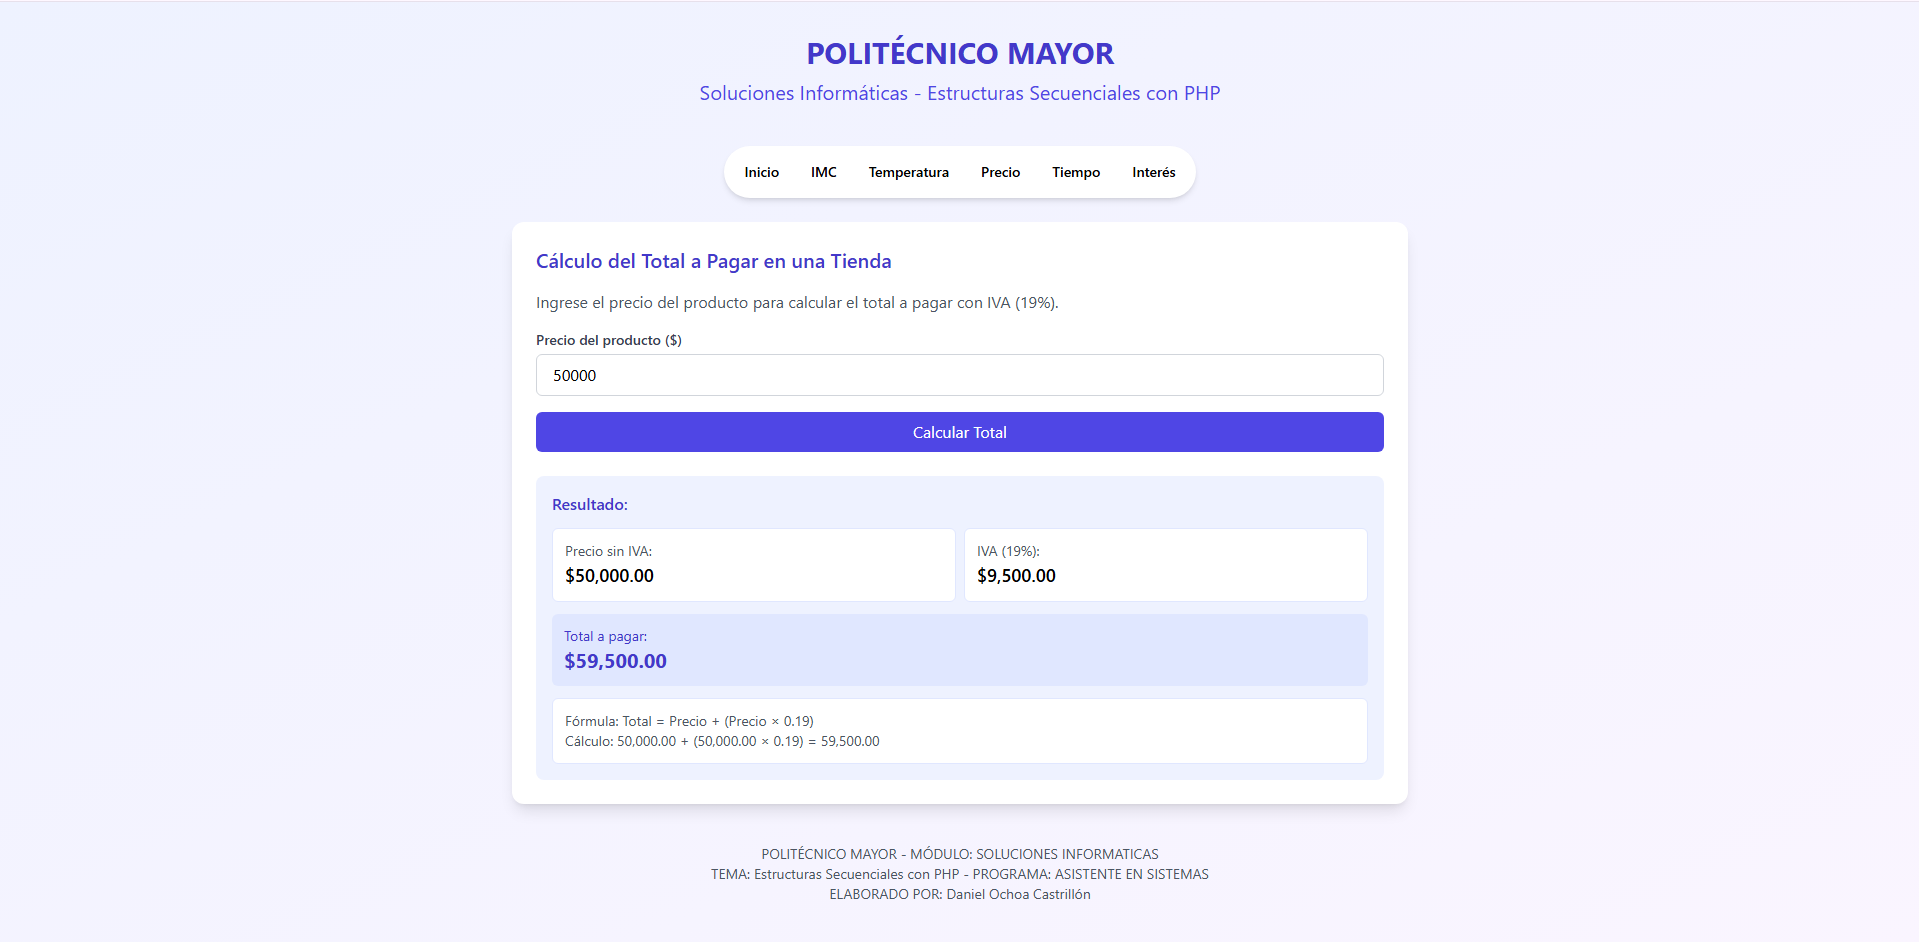 POLITÉCNICO MAYOR
Soluciones Informáticas - Estructuras Secuenciales con PHP
Inicio IMC Temperatura Precio Tiempo Interés
Cálculo del Total a Pagar en una Tienda
Ingrese el precio del producto para calcular el total a pagar con IVA (19%).
Precio del producto ($)
50000
Calcular Total
Resultado:
Precio sin IVA:
$50,000.00
IVA (19%):
$9,500.00
Total a pagar:
$59,500.00
Fórmula: Total = Precio + (Precio × 0.19)
Cálculo: 50,000.00 + (50,000.00 × 0.19) = 59,500.00
POLITÉCNICO MAYOR - MÓDULO: SOLUCIONES INFORMATICAS
TEMA: Estructuras Secuenciales con PHP - PROGRAMA: ASISTENTE EN SISTEMAS
ELABORADO POR: Daniel Ochoa Castrillón